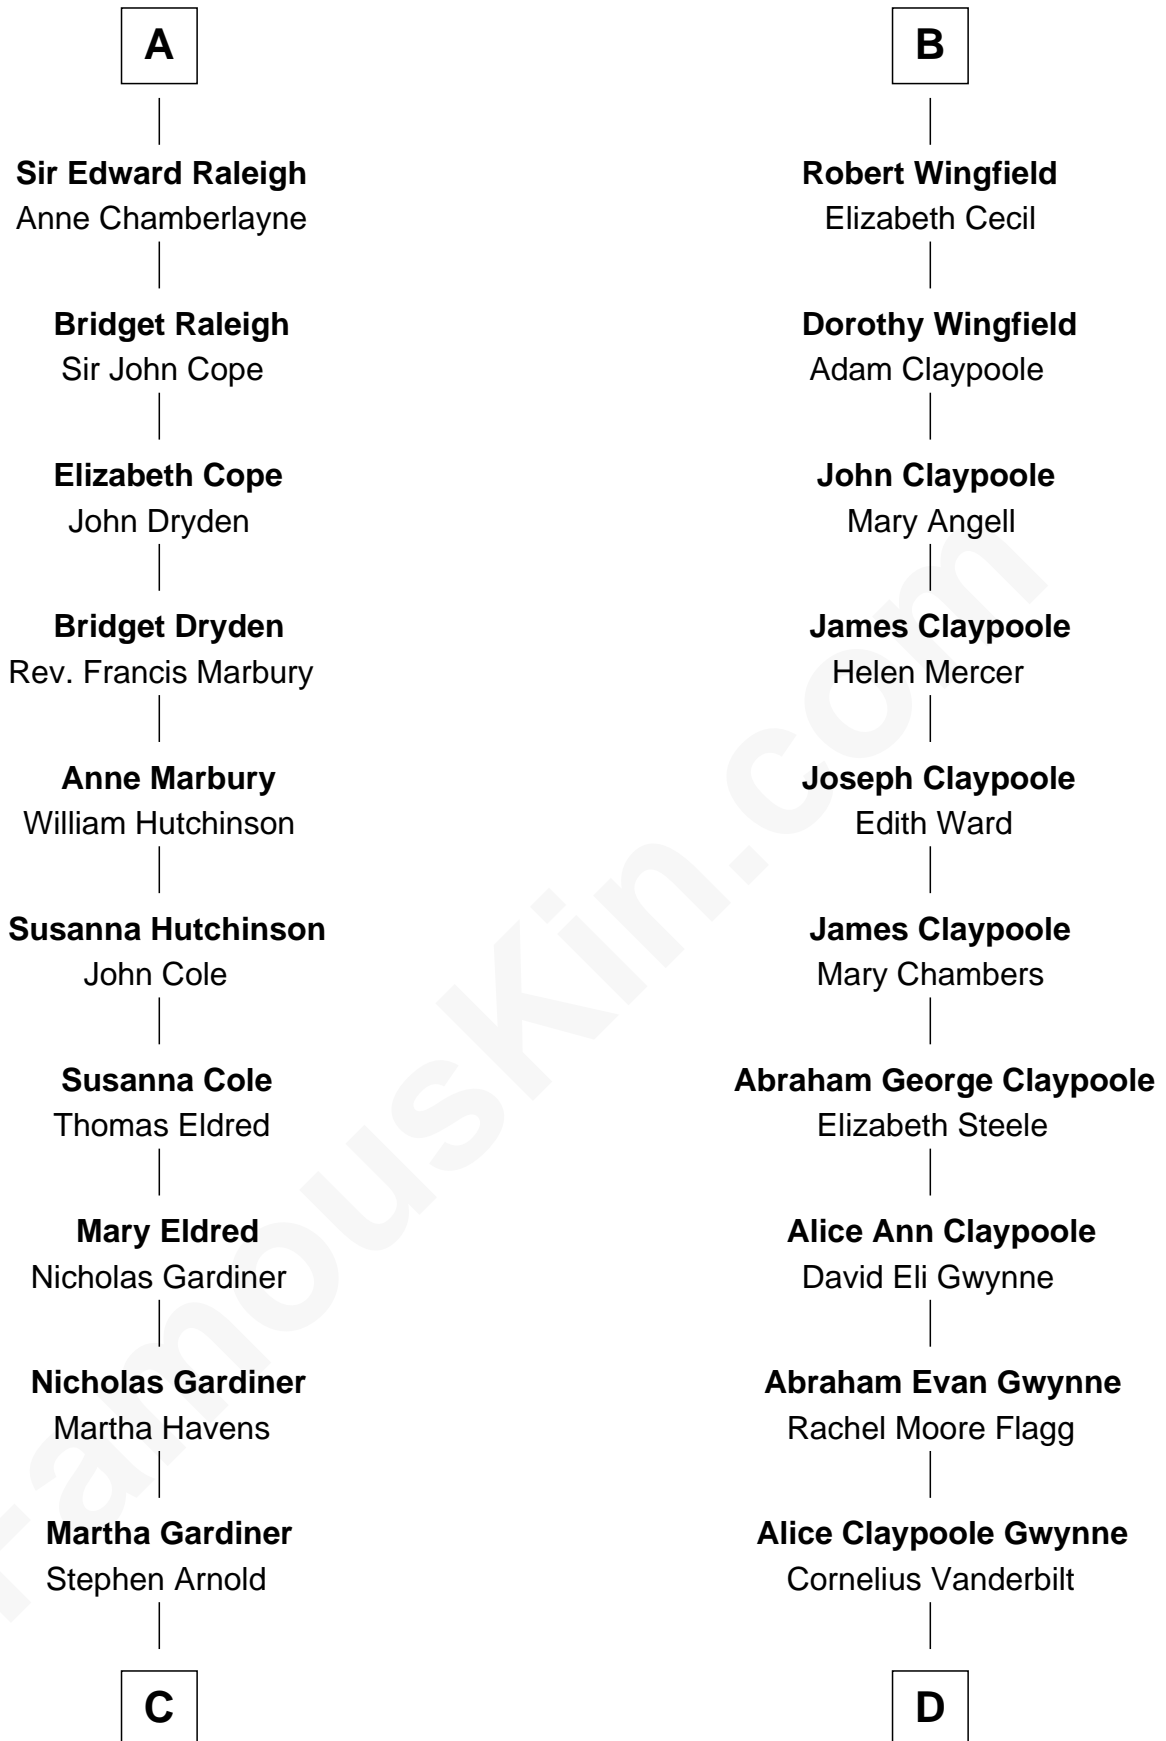 A
Sir Edward Raleigh
Anne Chamberlayne
Bridget Raleigh
Sir John Cope
Elizabeth Cope
John Dryden
Bridget Dryden
Rev. Francis Marbury
Anne Marbury
William Hutchinson
Susanna Hutchinson
John Cole
Susanna Cole
Thomas Eldred
Mary Eldred
Nicholas Gardiner
Nicholas Gardiner
Martha Havens
Martha Gardiner
Stephen Arnold
C
B
Robert Wingfield
Elizabeth Cecil
Dorothy Wingfield
Adam Claypoole
John Claypoole
Mary Angell
James Claypoole
Helen Mercer
Joseph Claypoole
Edith Ward
James Claypoole
Mary Chambers
Abraham George Claypoole
Elizabeth Steele
Alice Ann Claypoole
David Eli Gwynne
Abraham Evan Gwynne
Rachel Moore Flagg
Alice Claypoole Gwynne
Cornelius Vanderbilt
D
FamousKin.com